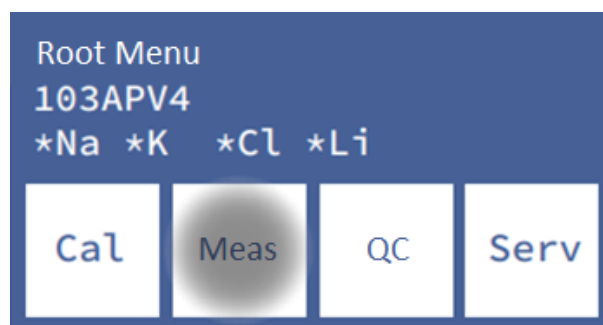 Root Menu
103APV4
*Na *K *Cl *Li
Cal Meas QC Serv